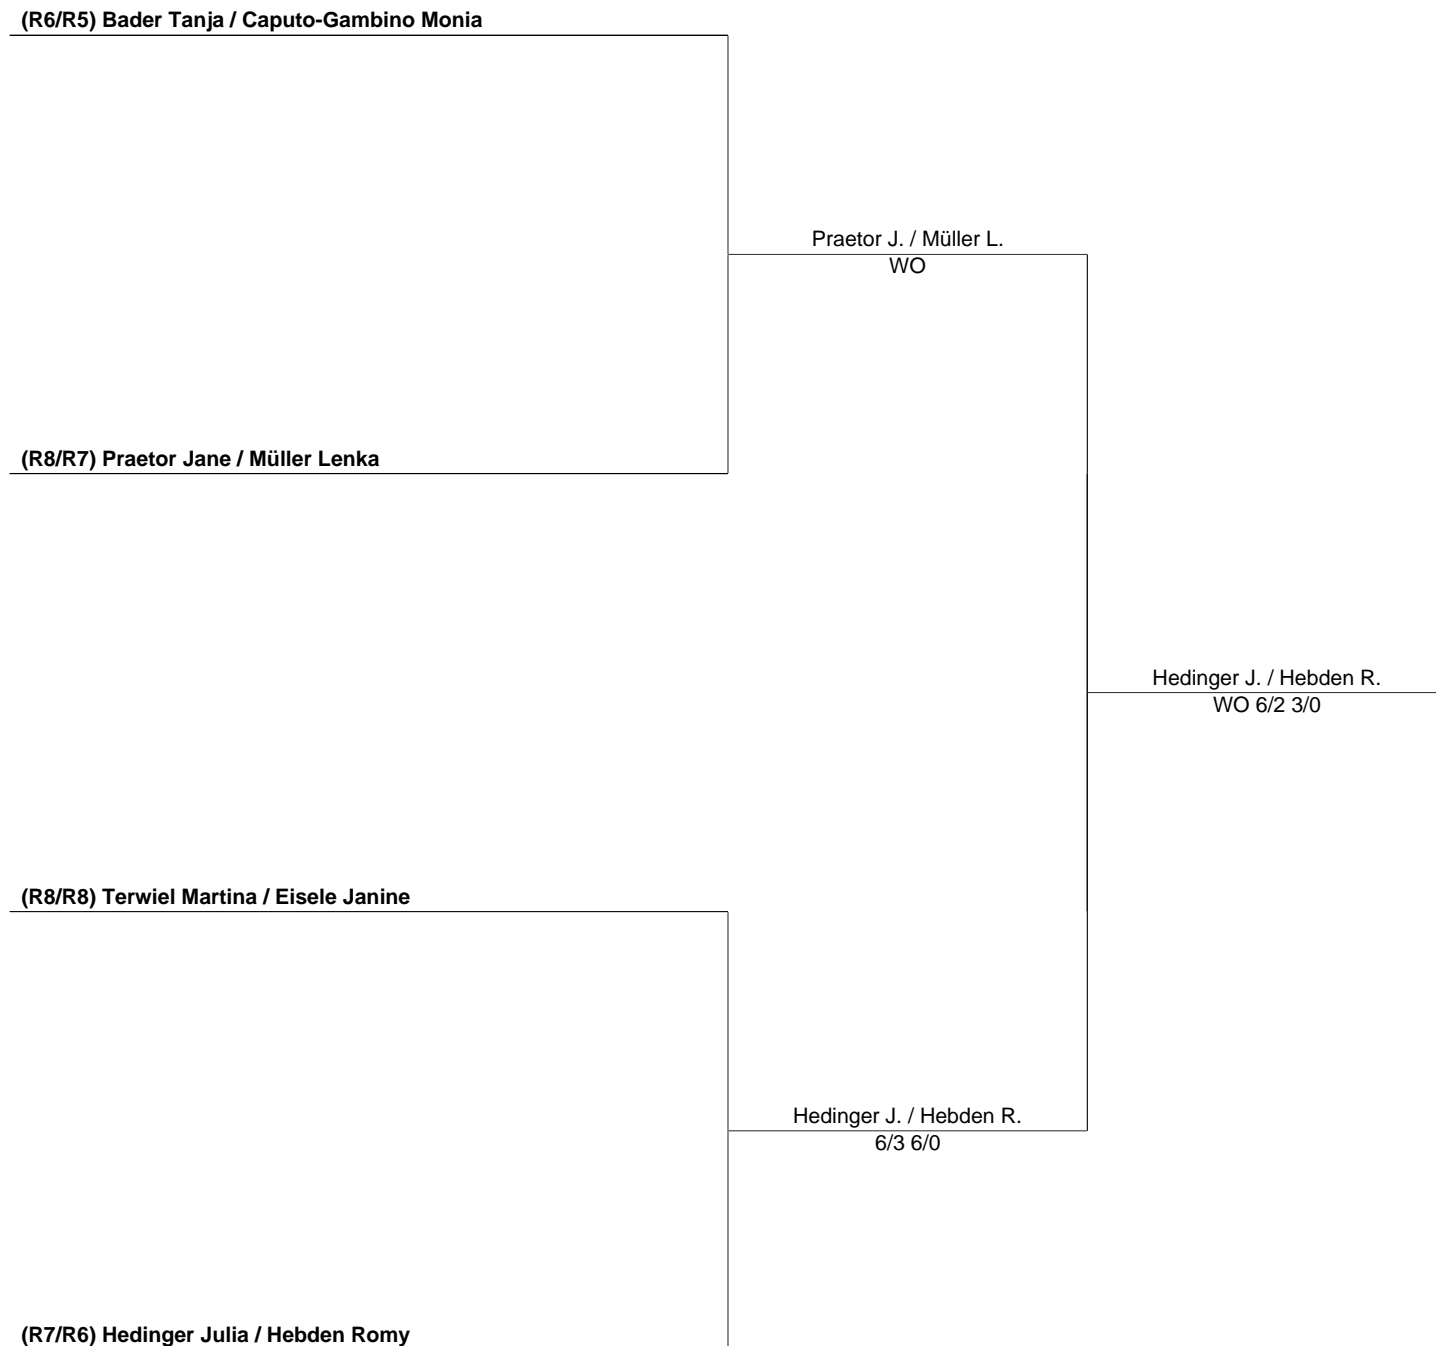 (R6/R5) Bader Tanja / Caputo-Gambino Monia
Praetor J. / Müller L.
WO
(R8/R7) Praetor Jane / Müller Lenka
Hedinger J. / Hebden R.
WO 6/2 3/0
(R8/R8) Terwiel Martina / Eisele Janine
Hedinger J. / Hebden R.
6/3 6/0
(R7/R6) Hedinger Julia / Hebden Romy